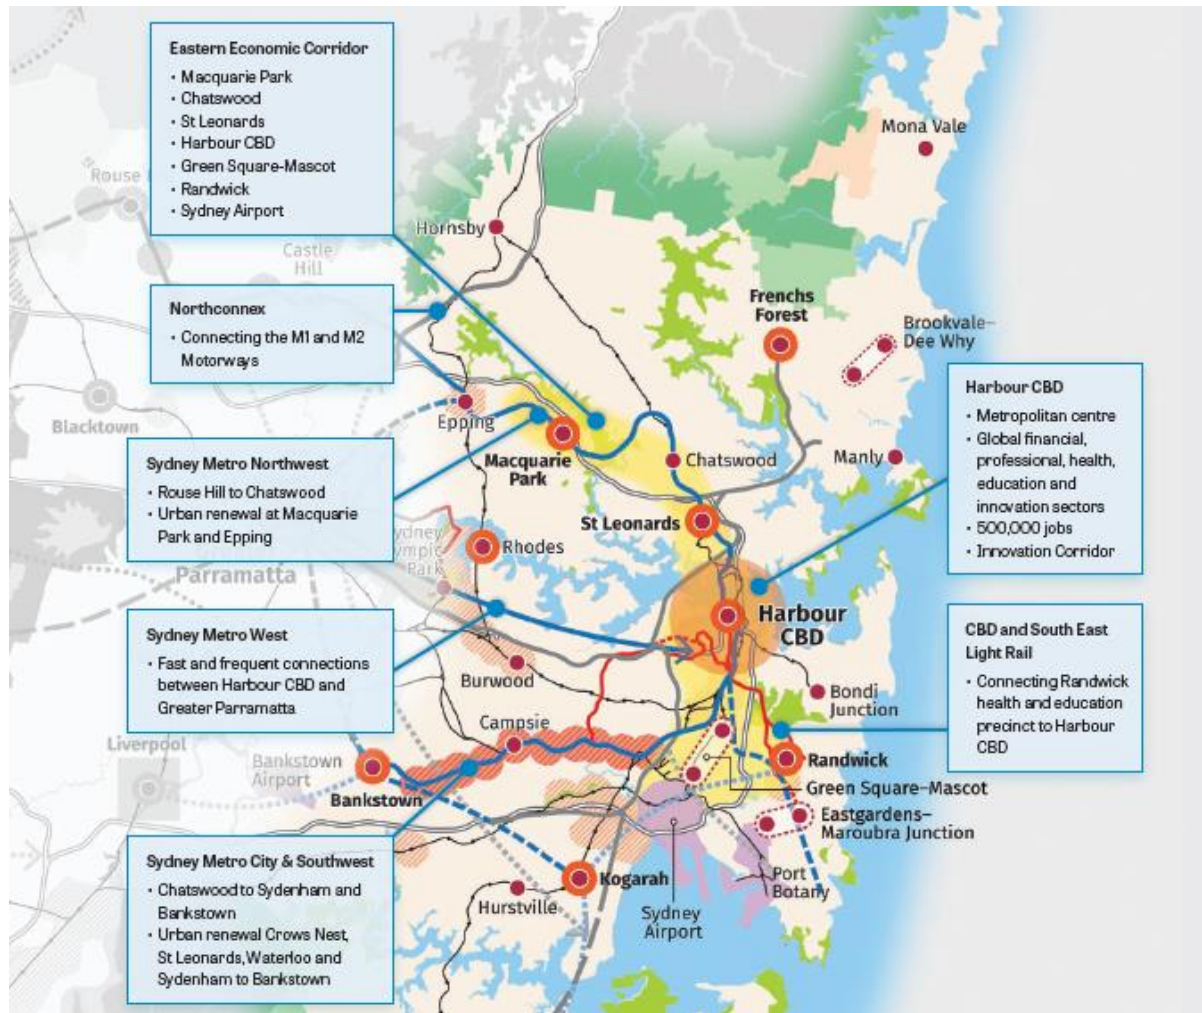 Eastern Economic Corridor
• Macquarie Park
• Chatswood
• St Leonards
• Harbour CBD
• Green Square-Mascot
• Randwick
• Sydney Airport
Northconnex
• Connecting the M1 and M2
Motorways
Sydney Metro Northwest
• Rouse Hill to Chatswood
• Urban renewal at Macquarie
Park and Epping
Sydney Metro West
• Fast and frequent connections
between Harbour CBD and
Greater Parramatta
Sydney Metro City & Southwest
• Chatswood to Sydenham and
Bankstown
• Urban renewal Crows Nest,
St Leonards, Waterloo and
Sydenham to Bankstown
Harbour CBD
• Metropolitan centre
• Global financial,
professional, health,
education and
innovation sectors
• 500,000 jobs
• Innovation Corridor
CBD and South East
Light Rail
• Connecting Randwick
health and education
precinct to Harbour
CBD
Mona Vale
Rouse
Hornsby
Castle
Hill
Frenchs
Forest
Brookvale–
Dee Why
Blacktown
Epping
Macquarie
Park
Chatswood
Manly
St Leonards
Rhodes
Park
Parramatta
Harbour
CBD
Burwood
Bondi
Junction
Campsie
Liverpool
Bankstown
Airport
Bankstown
Randwick
Green Square–Mascot
Eastgardens–
Maroubra Junction
Kogarah
Hurstville
Port
Botany
Sydney
Airport